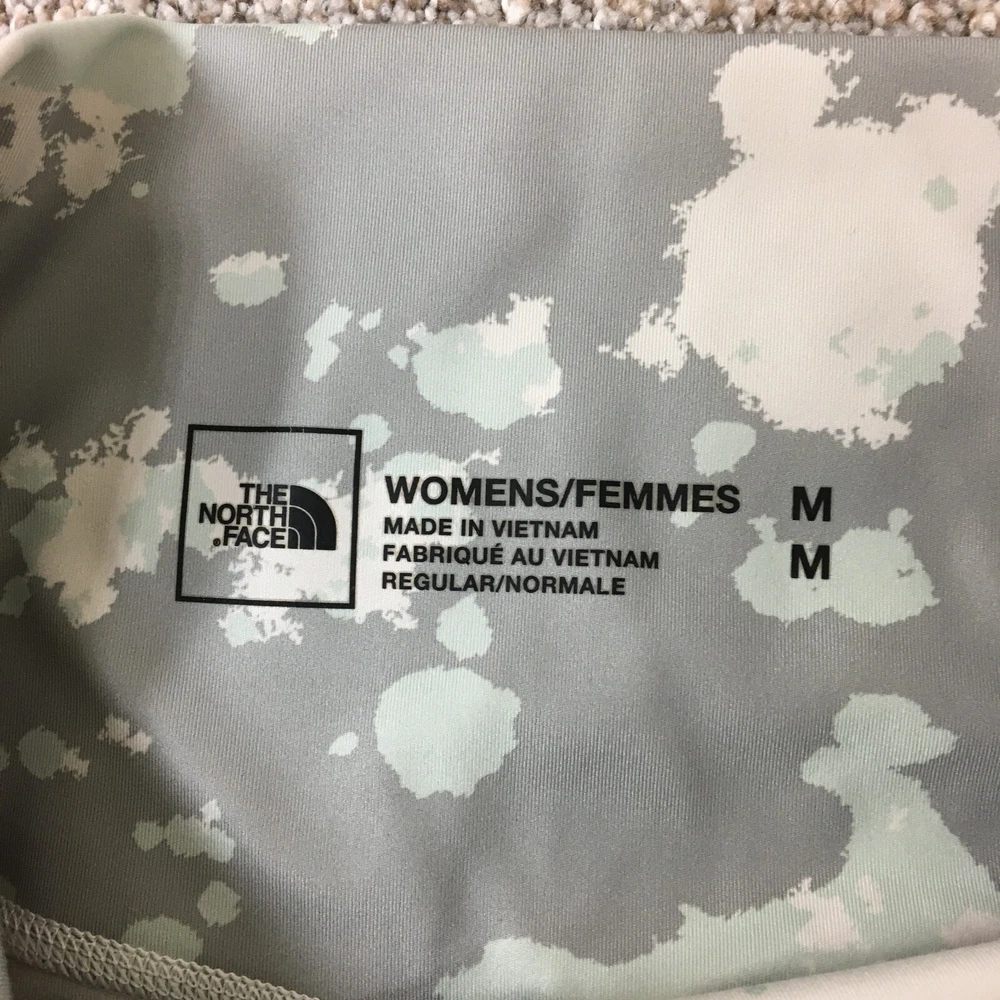 THE
NORTH
FACE
WOMENS/FEMMES M
MADE IN VIETNAM
FABRIQUÉ AU VIETNAM M
REGULAR/NORMALE